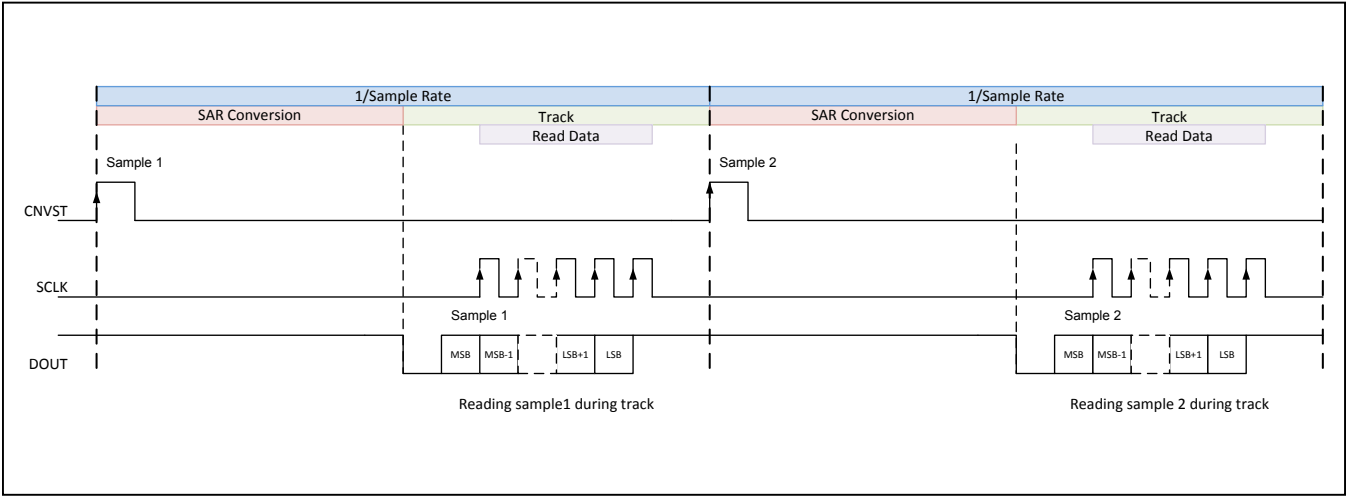 1/Sample Rate 1/Sample Rate
SAR Conversion Track SAR Conversion Track
Read Data Read Data
Sample 1 Sample 2
CNVST
SCLK
Sample 1 Sample 2
MSB MSB-1 LSB+1 LSB MSB MSB-1 LSB+1 LSB
DOUT
Reading sample1 during track Reading sample 2 during track